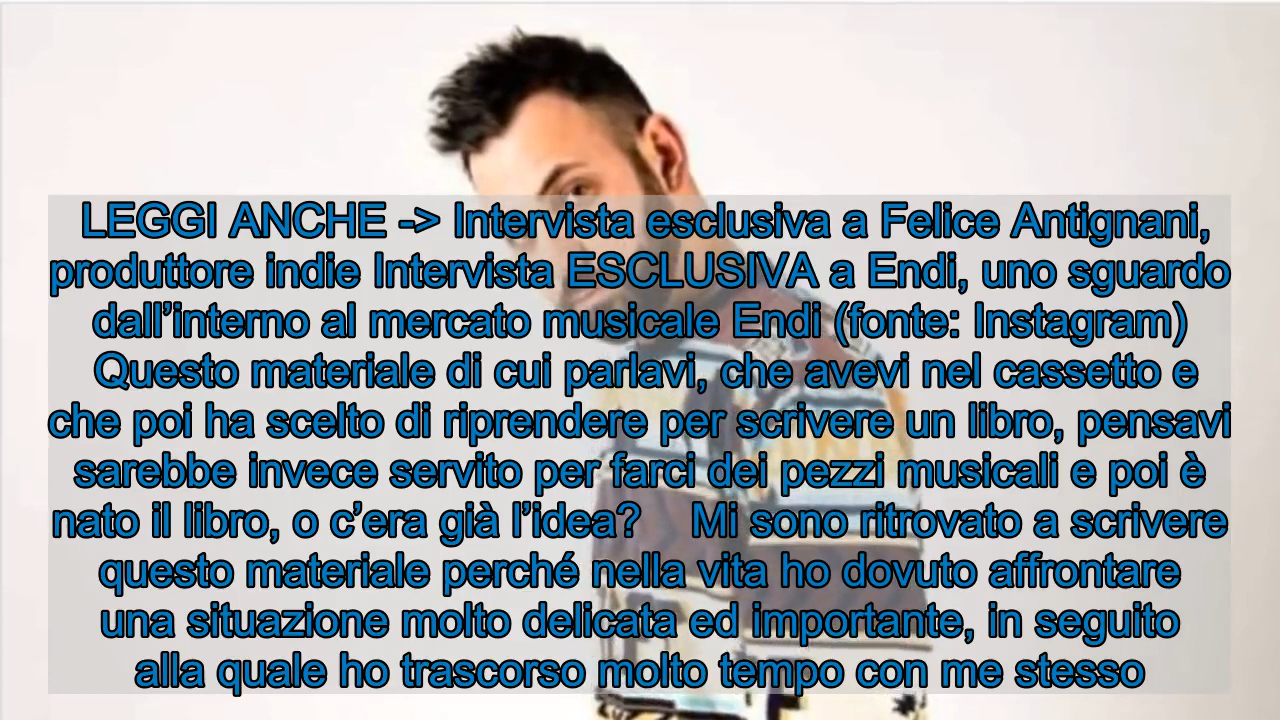 LEGGI ANCHE -> Intervista esclusiva a Felice Antignani,
produttore indie Intervista ESCLUSIVA a Endi, uno sguardo
dall’interno al mercato musicale Endi (fonte: Instagram)
Questo materiale di cui parlavi, che avevi nel cassetto e
che poi ha scelto di riprendere per scrivere un libro, pensavi
sarebbe invece servito per farci dei pezzi musicali e poi è
nato il libro, o c’era già l’idea? Mi sono ritrovato a scrivere
questo materiale perché nella vita ho dovuto affrontare
una situazione molto delicata ed importante, in seguito
alla quale ho trascorso molto tempo con me stesso